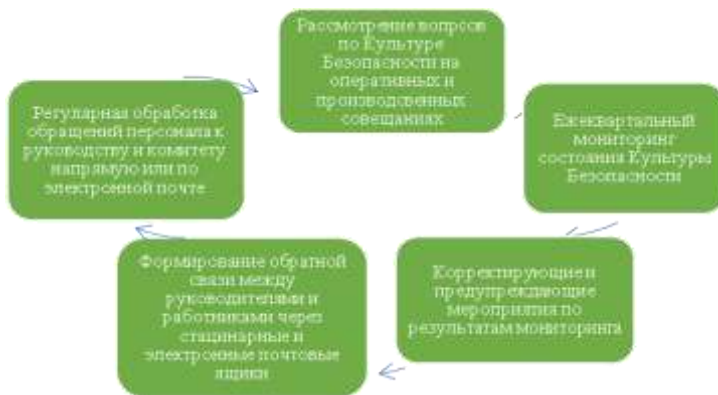 Рассмотрение вопросов
по Культуре
Безопасности на
оперативных и
производсвенных
совещаниях
Ежеквартальный
мониторинг
состояния Культуры
Безопасности
Корректирующие и
предупреждающие
мероприятия по
результатам мониторинга
Формирование обратной
связи между
руководителями и
работниками через
стацинарные и
электронные почтовые
ящики
Регулярная обработка
обращений персонала к
руководству и комитету
напрямую или по
электронной почте